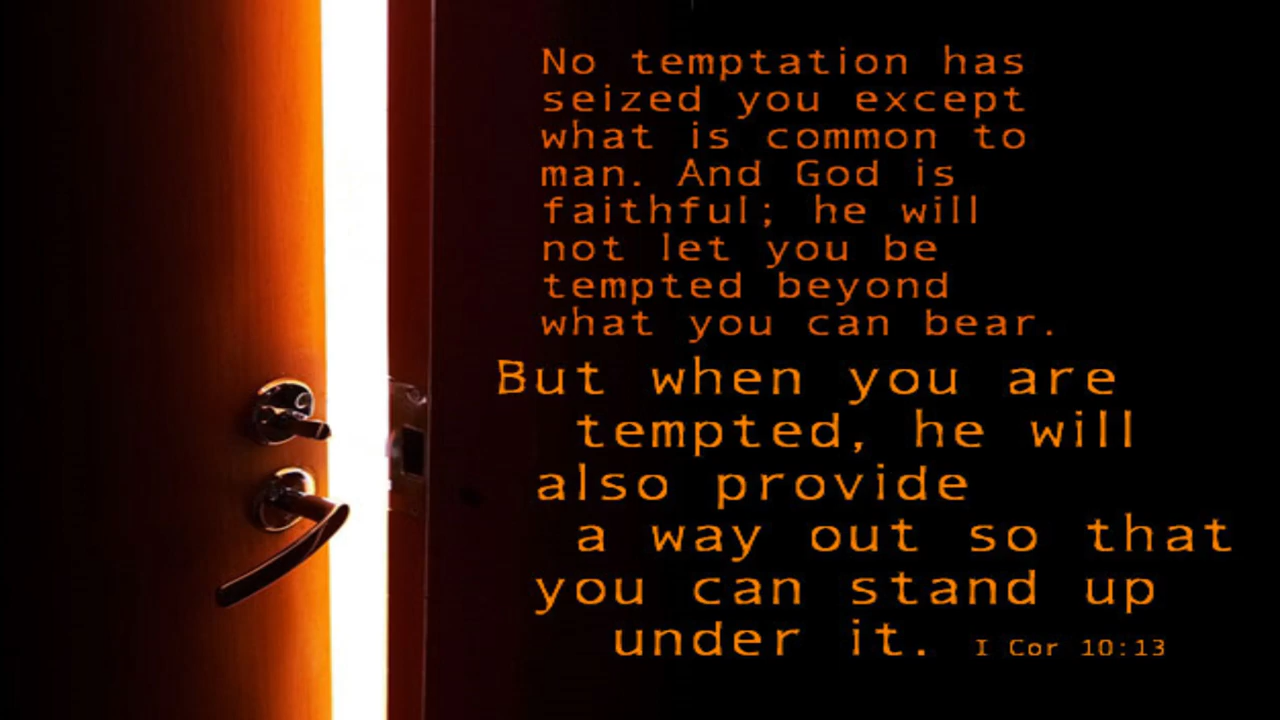 No temptation has
seized you except
what is common to
man. And God is
faithful; he will
not let you be
tempted beyond
what you can bear.
But when you are
tempted, he will
also provide
a way out so that
you can stand up
under it. I Cor 10:13